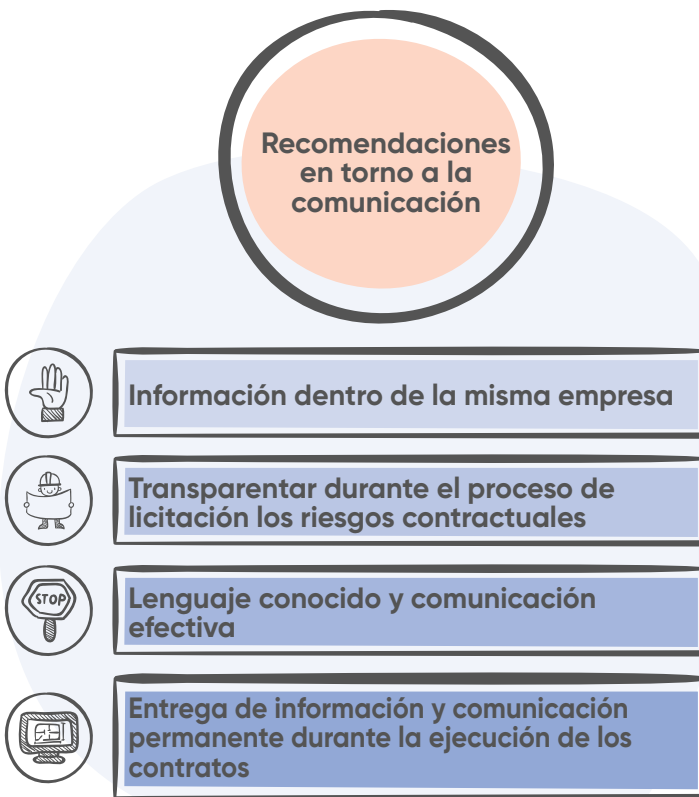 Recomendaciones
en torno a la
comunicación
Información dentro de la misma empresa
Transparentar durante el proceso de
licitación los riesgos contractuales
STOP
Lenguaje conocido y comunicación
efectiva
Entrega de información y comunicación
permanente durante la ejecución de los
contratos